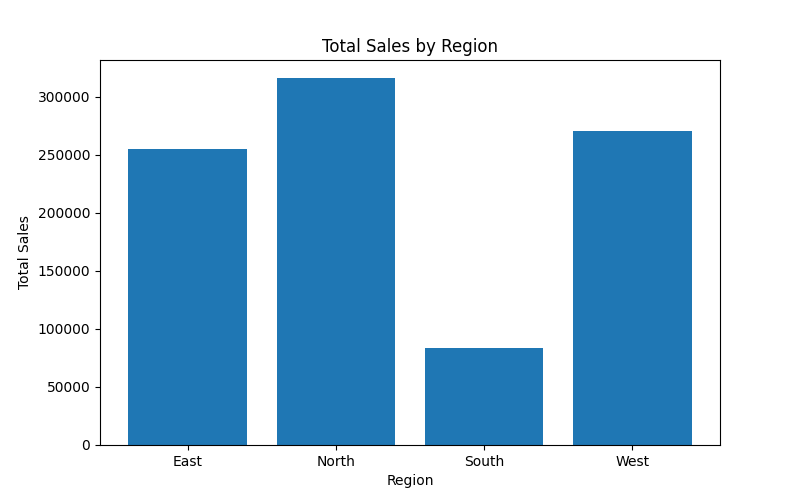 Total Sales by Region
Total Sales
300000
250000
200000
150000
100000
50000
0
East
North
South
West
Region